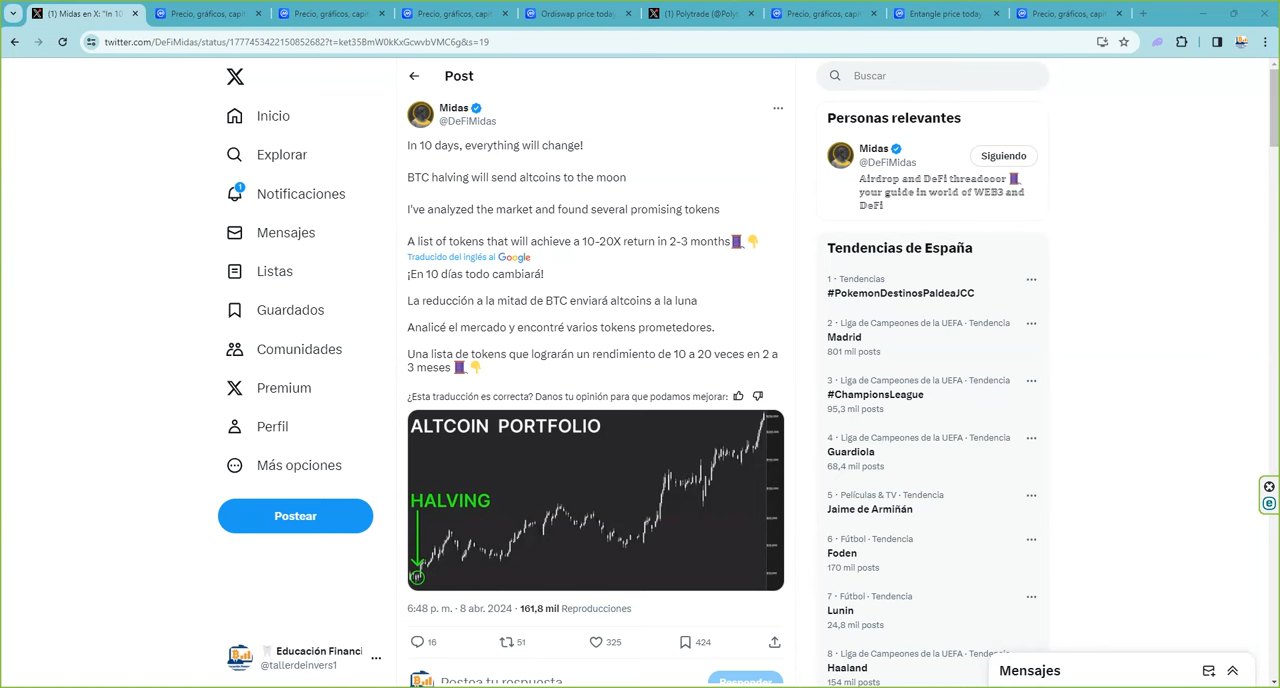 (1) Midas en X: "In 10
Precio, gráficos, capi
Precio, gráficos, capi
Precio, gráficos, capi
Ordiswap price today
(1) Polytrade (@Poly
Precio, gráficos, capi
Entangle price today
Precio, gráficos, capi
twitter.com/DeFiMidas/status/1777453422150852682?t=ket35BmW0kKxGcwvbVMC6g&s=19
Post
Buscar
Inicio
Explorar
1
Notificaciones
Mensajes
Listas
Guardados
Comunidades
Premium
Perfil
Más opciones
Postear
Educación Financi
@tallerdeinvers1
Midas
@DeFiMidas
In 10 days, everything will change!
BTC halving will send altcoins to the moon
I've analyzed the market and found several promising tokens
A list of tokens that will achieve a 10-20X return in 2-3 months🧵👇
Traducido del inglés al Google
¡En 10 días todo cambiará!
La reducción a la mitad de BTC enviará altcoins a la luna
Analicé el mercado y encontré varios tokens prometedores.
Una lista de tokens que lograrán un rendimiento de 10 a 20 veces en 2 a
3 meses 🧵👇
¿Esta traducción es correcta? Danos tu opinión para que podamos mejorar:
ALTCOIN PORTFOLIO
HALVING
6:48 p. m. · 8 abr. 2024 · 161,8 mil Reproducciones
16 51 325 424
Postea tu respuesta
Responder
Personas relevantes
Midas
@DeFiMidas
Siguiendo
Airdrop and DeFi threadooor 🧵
your guide in world of WEB3 and
DeFi
Tendencias de España
1 · Tendencias
#PokemonDestinosPaldeaJCC
2 · Liga de Campeones de la UEFA · Tendencia
Madrid
801 mil posts
3 · Liga de Campeones de la UEFA · Tendencia
#ChampionsLeague
95,3 mil posts
4 · Liga de Campeones de la UEFA · Tendencia
Guardiola
68,4 mil posts
5 · Películas & TV · Tendencia
Jaime de Armiñán
6 · Fútbol · Tendencia
Foden
170 mil posts
7 · Fútbol · Tendencia
Lunin
24,8 mil posts
8 · Liga de Campeones de la UEFA · Tendenc
Haaland
154 mil posts
Mensajes